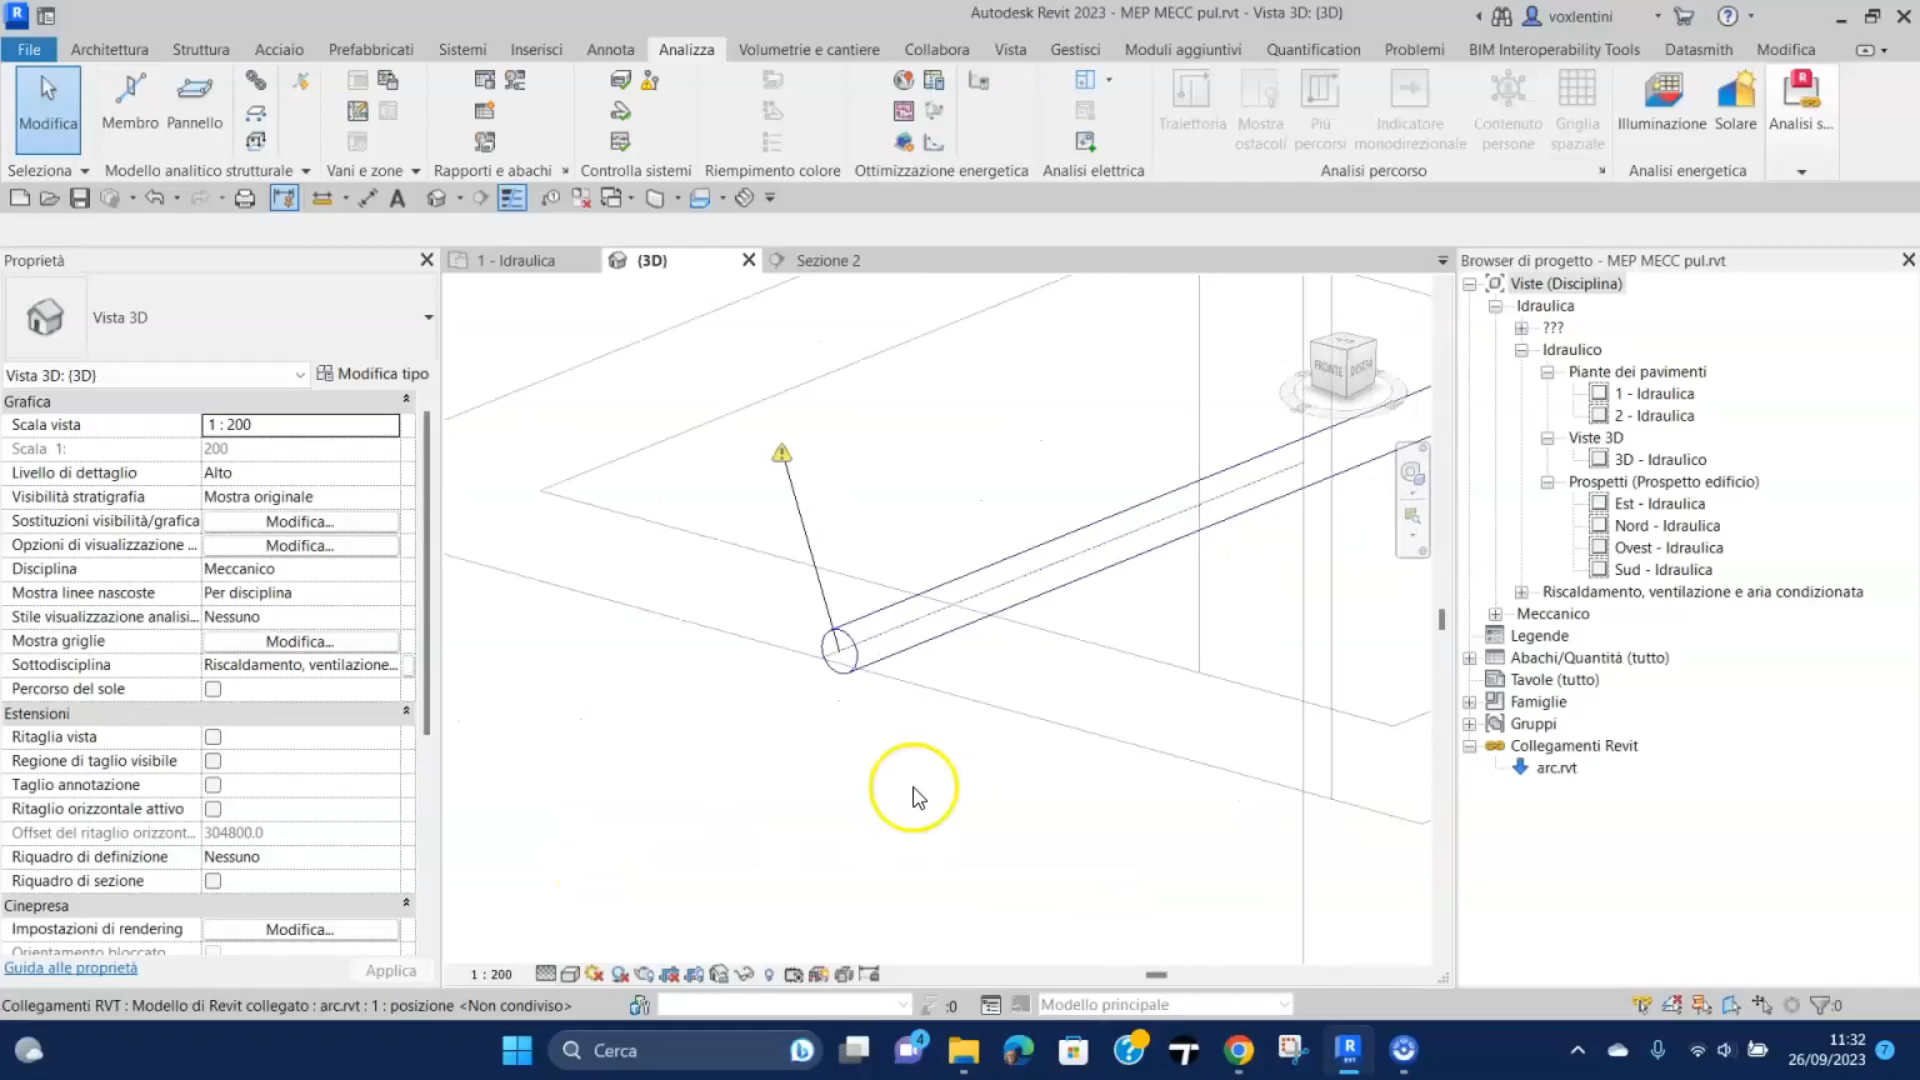 Autodesk Revit 2023 - MEP MECC pul.rvt - Vista 3D: {3D}
voxlentini
File Architettura Struttura Acciaio Prefabbricati Sistemi Inserisci Annota Analizza Volumetrie e cantiere Collabora Vista Gestisci Moduli aggiuntivi Quantification Problemi BIM Interoperability Tools Datasmith Modifica
Modifica Membro Pannello Traiettoria Mostra ostacoli Più percorsi Indicatore monodirezionale Contenuto persone Griglia spaziale Illuminazione Solare Analisi s...
Seleziona Modello analitico strutturale Vani e zone Rapporti e abachi Controlla sistemi Riempimento colore Ottimizzazione energetica Analisi elettrica Analisi percorso Analisi energetica
Proprietà
1 - Idraulica {3D} Sezione 2
Browser di progetto - MEP MECC pul.rvt
Vista 3D
Vista 3D: {3D} Modifica tipo
Grafica
Scala vista 1 : 200
Scala 1: 200
Livello di dettaglio Alto
Visibilità stratigrafia Mostra originale
Sostituzioni visibilità/grafica Modifica...
Opzioni di visualizzazione ... Modifica...
Disciplina Meccanico
Mostra linee nascoste Per disciplina
Stile visualizzazione analisi... Nessuno
Mostra griglie Modifica...
Sottodisciplina Riscaldamento, ventilazione...
Percorso del sole
Estensioni
Ritaglia vista
Regione di taglio visibile
Taglio annotazione
Ritaglio orizzontale attivo
Offset del ritaglio orizzont... 304800.0
Riquadro di definizione Nessuno
Riquadro di sezione
Cinepresa
Impostazioni di rendering Modifica...
Orientamento bloccato
Guida alle proprietà Applica
FRONTE
Viste (Disciplina)
Idraulica
???
Idraulico
Piante dei pavimenti
1 - Idraulica
2 - Idraulica
Viste 3D
3D - Idraulico
Prospetti (Prospetto edificio)
Est - Idraulica
Nord - Idraulica
Ovest - Idraulica
Sud - Idraulica
Riscaldamento, ventilazione e aria condizionata
Meccanico
Legende
Abachi/Quantità (tutto)
Tavole (tutto)
Famiglie
Gruppi
Collegamenti Revit
arc.rvt
1 : 200
Collegamenti RVT : Modello di Revit collegato : arc.rvt : 1 : posizione <Non condiviso> :0 Modello principale :0
Cerca
4
11:32
26/09/2023
7